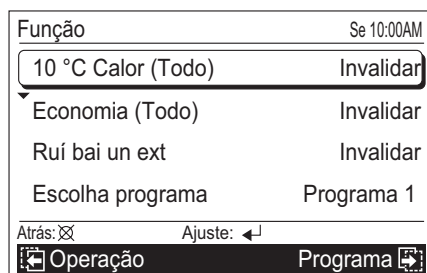 Função Se 10:00AM
10 °C Calor (Todo) Invalidar
Economia (Todo) Invalidar
Ruí bai un ext Invalidar
Escolha programa Programa 1
Atrás: Ajuste:
Operação Programa